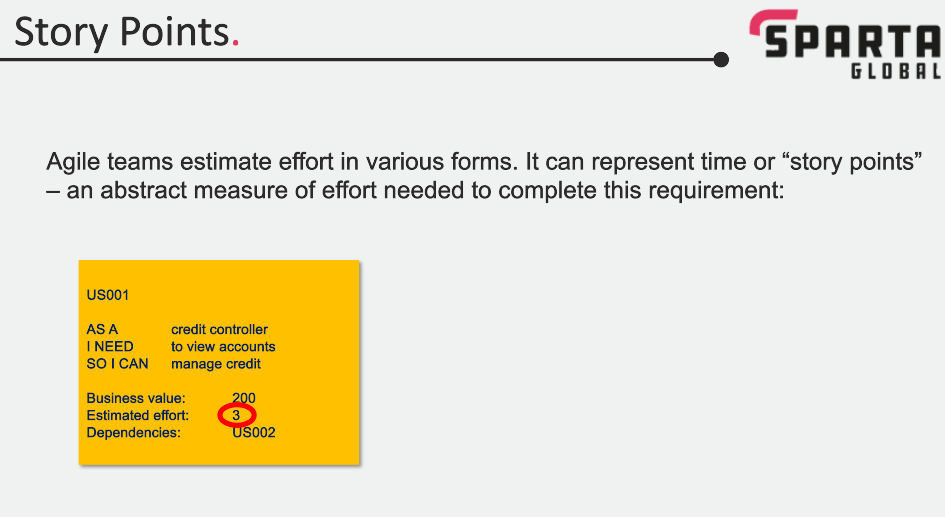 Story Points.
SPARTA
GLOBAL
Agile teams estimate effort in various forms. It can represent time or “story points”
– an abstract measure of effort needed to complete this requirement:
US001
AS A credit controller
I NEED to view accounts
SO I CAN manage credit
Business value: 200
Estimated effort: 3
Dependencies: US002